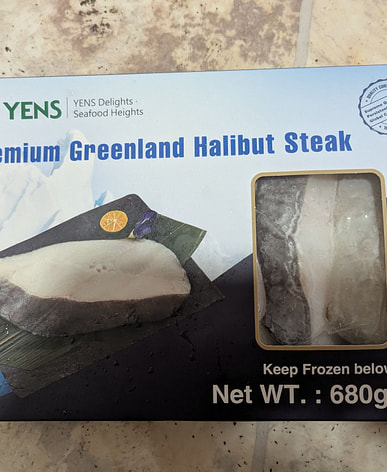 YENS
YENS Delights ·
Seafood Heights
emium Greenland Halibut Steak
Keep Frozen below
Net WT. : 680g